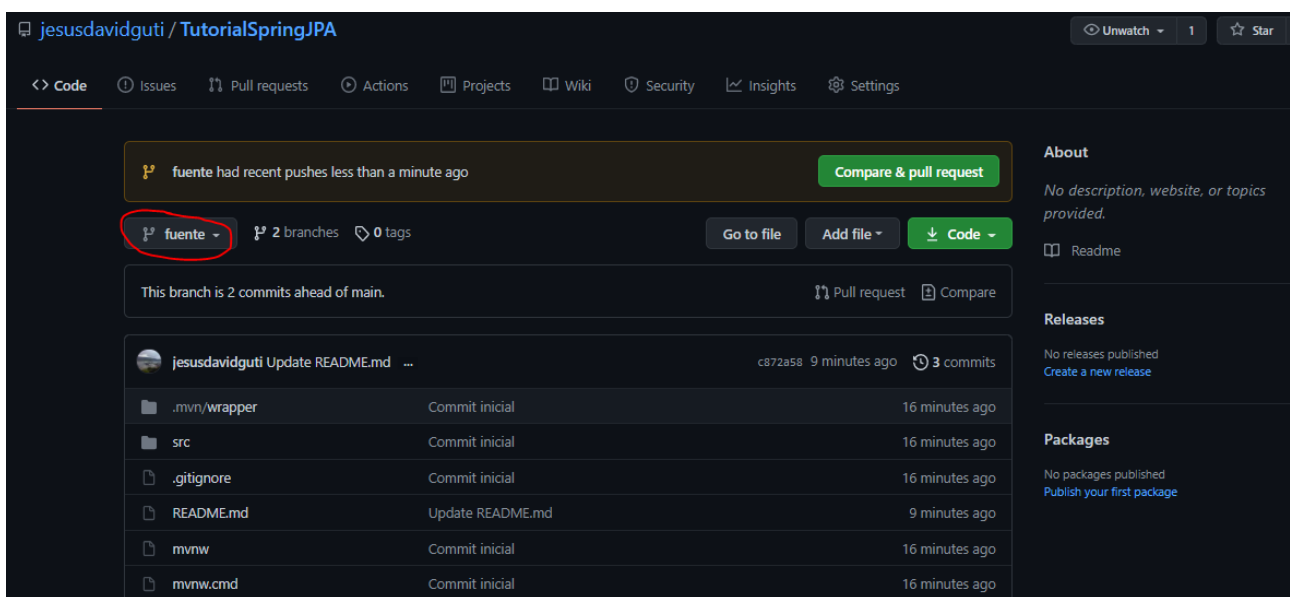 jesusdavidguti / TutorialSpringJPA
Unwatch 1 Star
Code Issues Pull requests Actions Projects Wiki Security Insights Settings
fuente had recent pushes less than a minute ago Compare & pull request
fuente 2 branches 0 tags Go to file Add file Code
This branch is 2 commits ahead of main. Pull request Compare
jesusdavidguti Update README.md ... c872a58 9 minutes ago 3 commits
.mvn/wrapper Commit inicial 16 minutes ago
src Commit inicial 16 minutes ago
.gitignore Commit inicial 16 minutes ago
README.md Update README.md 9 minutes ago
mvnw Commit inicial 16 minutes ago
mvnw.cmd Commit inicial 16 minutes ago
About
No description, website, or topics
provided.
Readme
Releases
No releases published
Create a new release
Packages
No packages published
Publish your first package